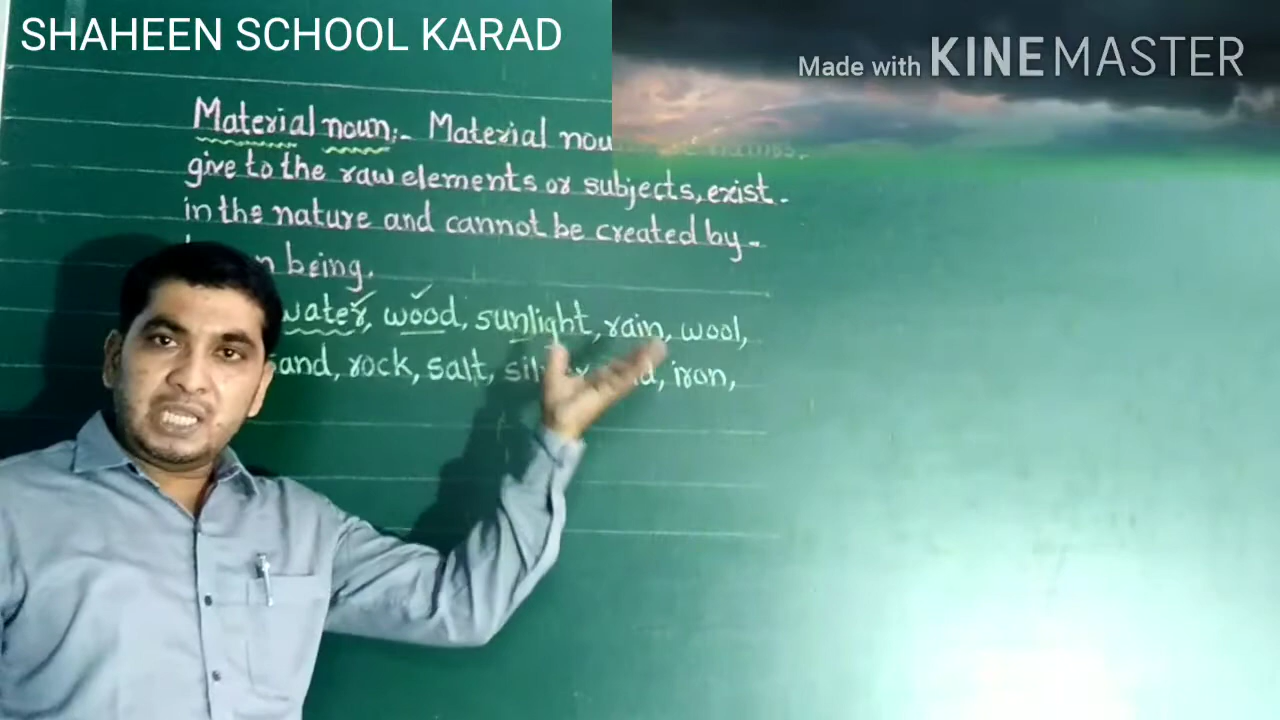 SHAHEEN SCHOOL KARAD
Made with KINEMASTER
Material noun:- Material nou
give to the raw elements or subjects, exist -
in the nature and cannot be created by -
being.
water, wood, sunlight, rain, wool,
sand, rock, salt, iron,